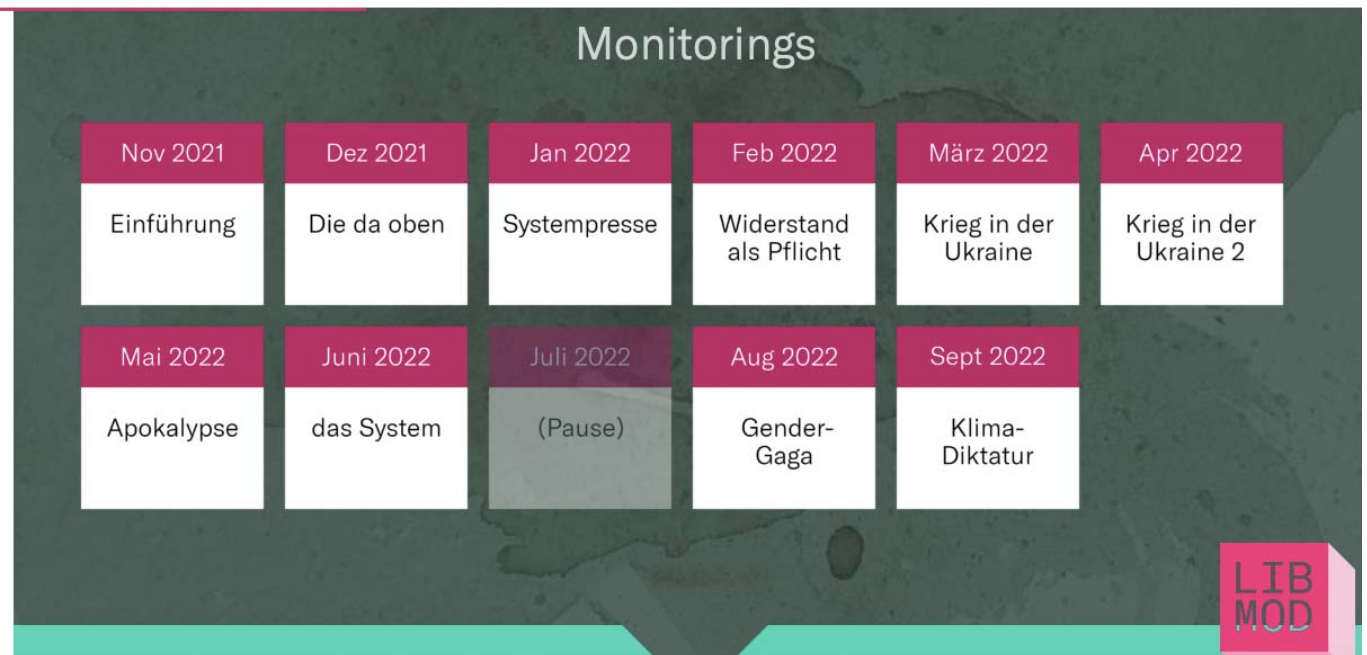 Monitorings
Nov 2021
Dez 2021
Jan 2022
Feb 2022
März 2022
Apr 2022
Einführung
Die da oben
Systempresse
Widerstand
als Pflicht
Krieg in der
Ukraine
Krieg in der
Ukraine 2
Mai 2022
Juni 2022
Juli 2022
Aug 2022
Sept 2022
Apokalypse
das System
(Pause)
Gender-
Gaga
Klima-
Diktatur
LIB
MOD